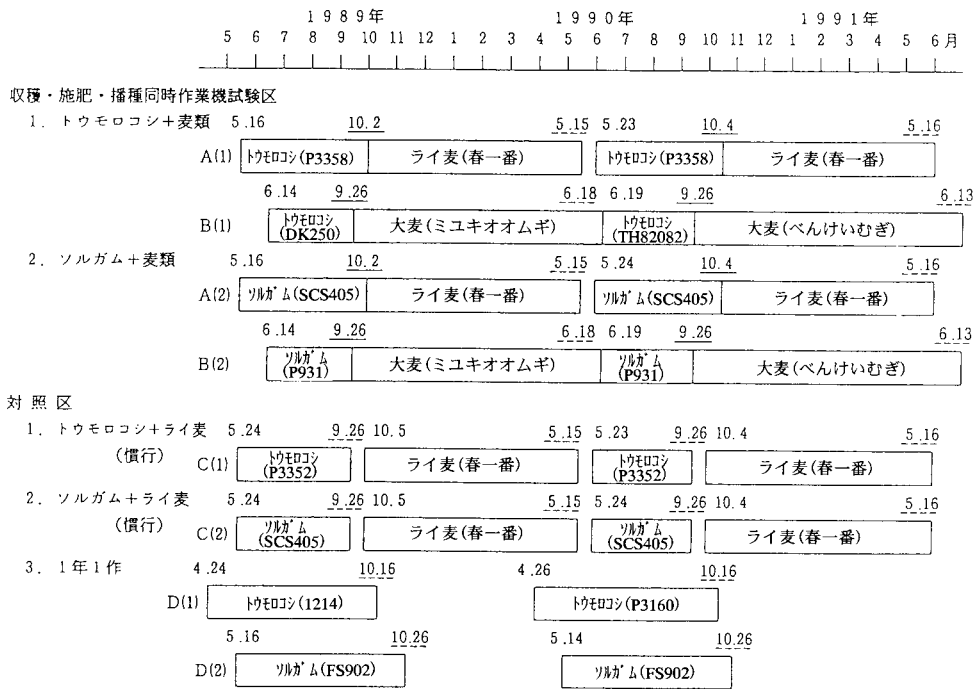 1989年 1990年 1991年
5 6 7 8 9 10 11 12 1 2 3 4 5 6 7 8 9 10 11 12 1 2 3 4 5 6月
収穫・施肥・播種同時作業機試験区
1. トウモロコシ+麦類 5.16 10.2 5.15 5.23 10.4 5.16
A(1) トウモロコシ(P3358) ライ麦(春一番) トウモロコシ(P3358) ライ麦(春一番)
6.14 9.26 6.18 6.19 9.26 6.13
B(1) トウモロコシ(DK250) 大麦(ミユキオオムギ) トウモロコシ(TH82082) 大麦(べんけいむぎ)
2. ソルガム+麦類 5.16 10.2 5.15 5.24 10.4 5.16
A(2) ソルガム(SCS405) ライ麦(春一番) ソルガム(SCS405) ライ麦(春一番)
6.14 9.26 6.18 6.19 9.26 6.13
B(2) ソルガム(P931) 大麦(ミユキオオムギ) ソルガム(P931) 大麦(べんけいむぎ)
対照区
1. トウモロコシ+ライ麦 5.24 9.26 10.5 5.15 5.23 9.26 10.4 5.16
(慣行) C(1) トウモロコシ(P3352) ライ麦(春一番) トウモロコシ(P3352) ライ麦(春一番)
2. ソルガム+ライ麦 5.24 9.26 10.5 5.15 5.24 9.26 10.4 5.16
(慣行) C(2) ソルガム(SCS405) ライ麦(春一番) ソルガム(SCS405) ライ麦(春一番)
3. 1年1作 4.24 10.16 4.26 10.16
D(1) トウモロコシ(1214) トウモロコシ(P3160)
5.16 10.26 5.14 10.26
D(2) ソルガム(FS902) ソルガム(FS902)